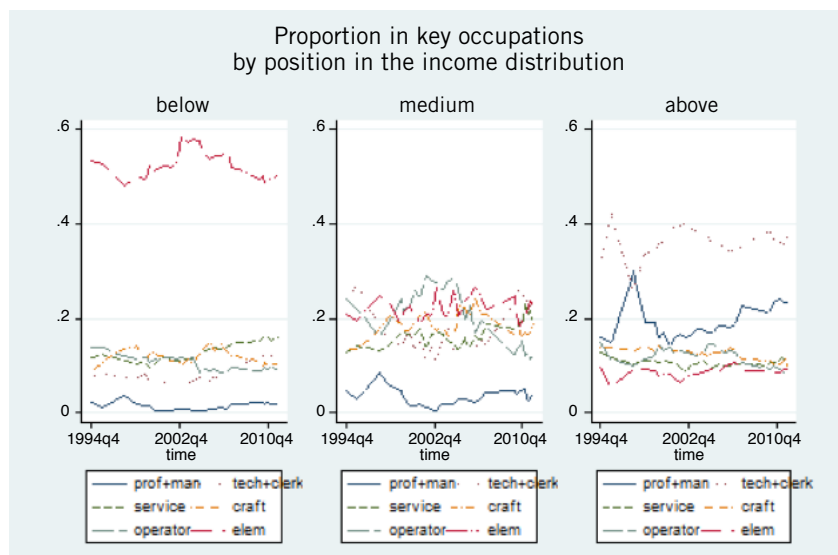 Proportion in key occupations
by position in the income distribution
below
medium
above
.6
.4
.2
0
1994q4 2002q4 2010q4
time
.6
.4
.2
0
1994q4 2002q4 2010q4
time
.6
.4
.2
0
1994q4 2002q4 2010q4
time
prof+man tech+clerk
service craft
operator elem
prof+man tech+clerk
service craft
operator elem
prof+man tech+clerk
service craft
operator elem